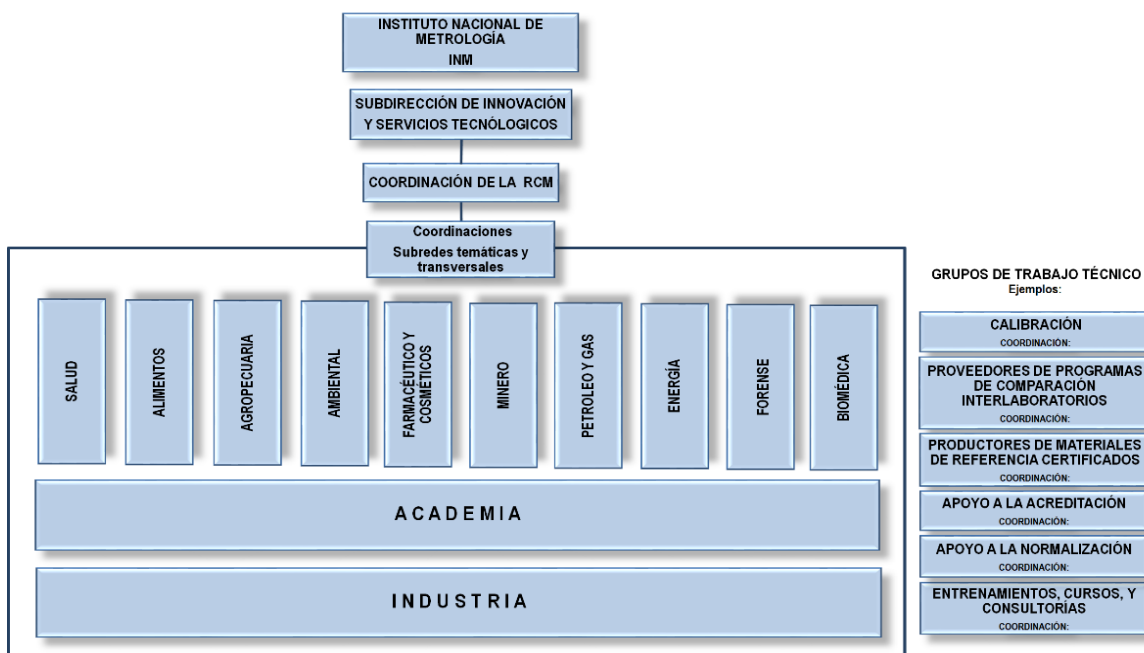 INSTITUTO NACIONAL DE
METROLOGÍA
INM
SUBDIRECCIÓN DE INNOVACIÓN
Y SERVICIOS TECNÓLOGICOS
COORDINACIÓN DE LA RCM
Coordinaciones
Subredes temáticas y
transversales
SALUD
ALIMENTOS
AGROPECUARIA
AMBIENTAL
FARMACÉUTICO Y
COSMÉTICOS
MINERO
PETROLEO Y GAS
ENERGÍA
FORENSE
BIOMÉDICA
ACADEMIA
INDUSTRIA
GRUPOS DE TRABAJO TÉCNICO
Ejemplos:
CALIBRACIÓN
COORDINACIÓN:
PROVEEDORES DE PROGRAMAS
DE COMPARACIÓN
INTERLABORATORIOS
COORDINACIÓN:
PRODUCTORES DE MATERIALES
DE REFERENCIA CERTIFICADOS
COORDINACIÓN:
APOYO A LA ACREDITACIÓN
COORDINACIÓN:
APOYO A LA NORMALIZACIÓN
COORDINACIÓN:
ENTRENAMIENTOS, CURSOS, Y
CONSULTORÍAS
COORDINACIÓN: